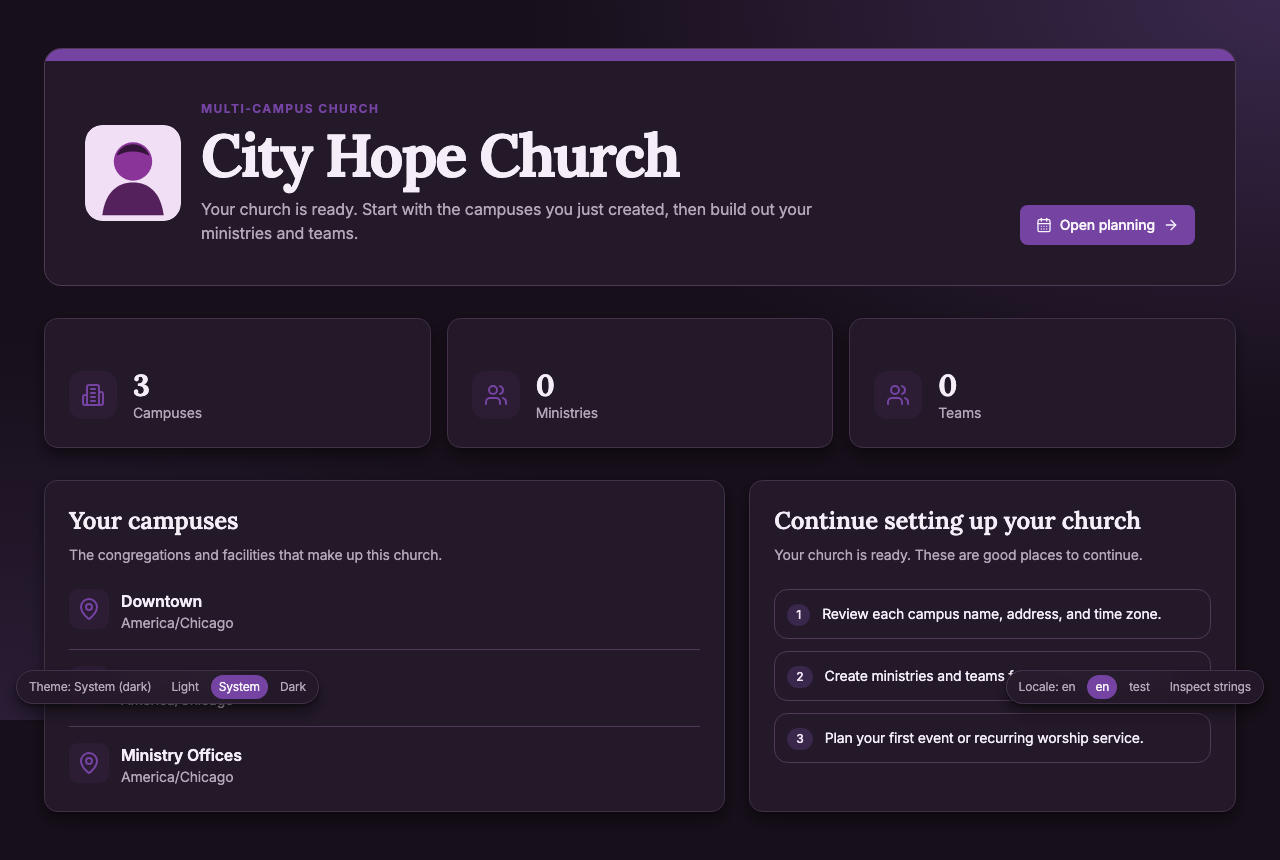 MULTI-CAMPUS CHURCH
City Hope Church
Your church is ready. Start with the campuses you just created, then build out your
ministries and teams.
Open planning
3
Campuses
0
Ministries
0
Teams
Your campuses
The congregations and facilities that make up this church.
Downtown
America/Chicago
America/Chicago
Ministry Offices
America/Chicago
Continue setting up your church
Your church is ready. These are good places to continue.
1 Review each campus name, address, and time zone.
2 Create ministries and teams
3 Plan your first event or recurring worship service.
Theme: System (dark) Light System Dark
Locale: en en test Inspect strings